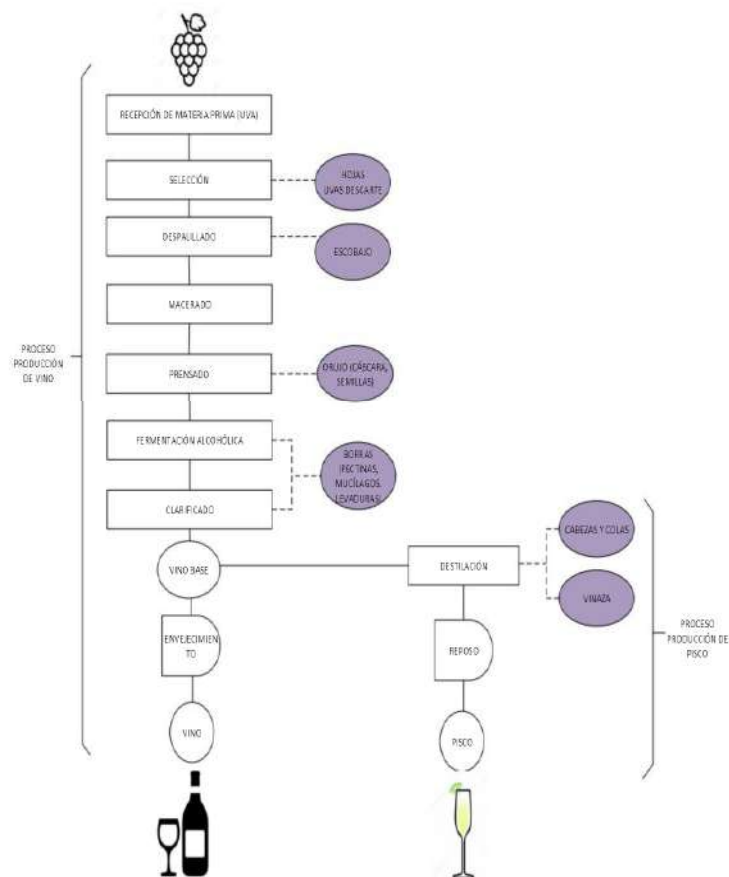 RECEPCIÓN DE MATERIA PRIMA (UVA)
SELECCIÓN
HOJAS
UVAS DESCARTE
DESPALILLADO
ESCOBAJO
MACERADO
PROCESO
PRODUCCIÓN
DE VINO
PRENSADO
ORUJO (CÁSCARA,
SEMILLAS)
FERMENTACIÓN ALCOHÓLICA
BORRAS
(PECTINAS,
MUCÍLAGOS,
LEVADURAS)
CLARIFICADO
CABEZAS Y COLAS
VINO BASE
DESTILACIÓN
VINAZA
ENVEJECIMIEN
TO
REPOSO
PROCESO
PRODUCCIÓN DE
PISCO
VINO
PISCO